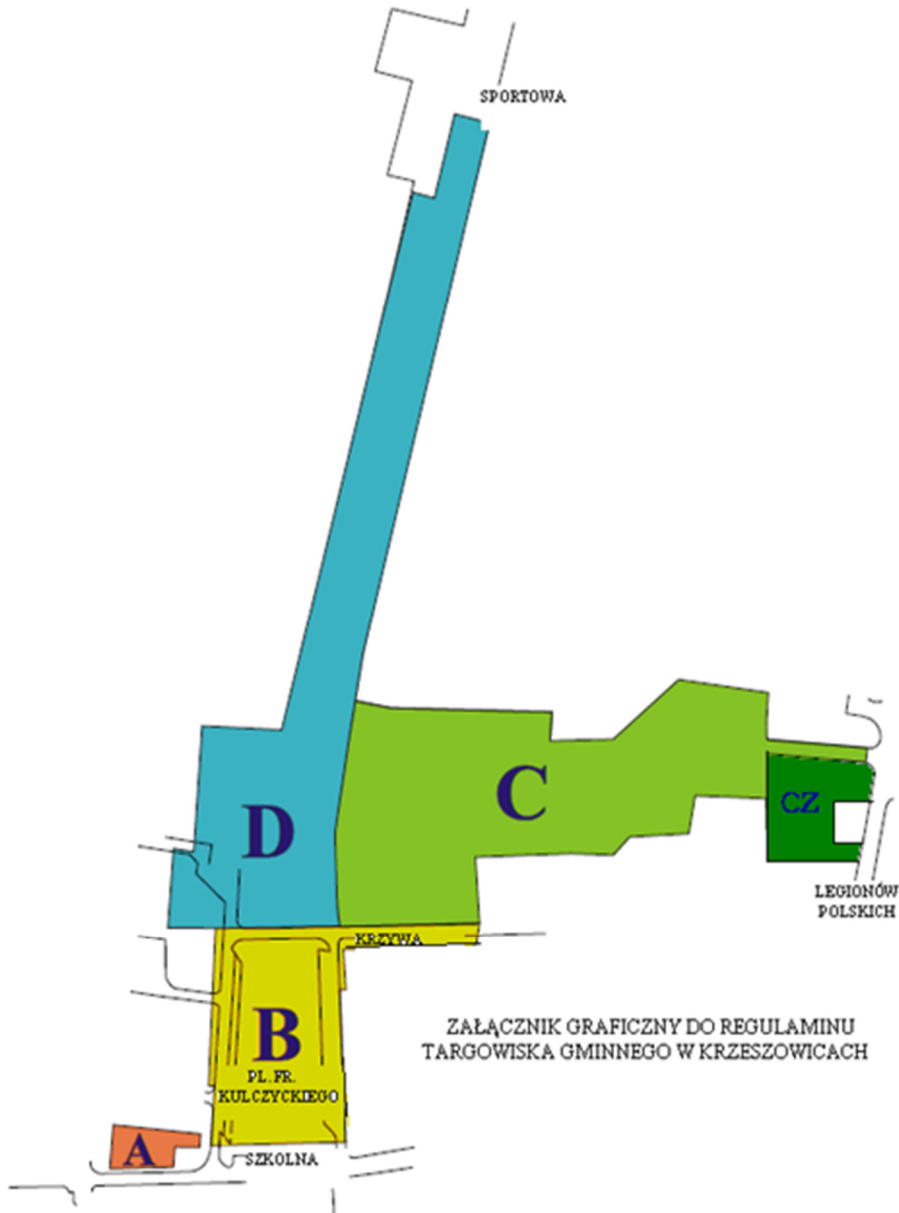 SPORTOWA
C
CZ
D
LEGIONÓW
POLSKICH
KRZYWA
B
ZAŁĄCZNIK GRAFICZNY DO REGULAMINU
TARGOWISKA GMINNEGO W KRZESZOWICACH
PL.FR.
KULCZYCKIEGO
A
SZKOLNA